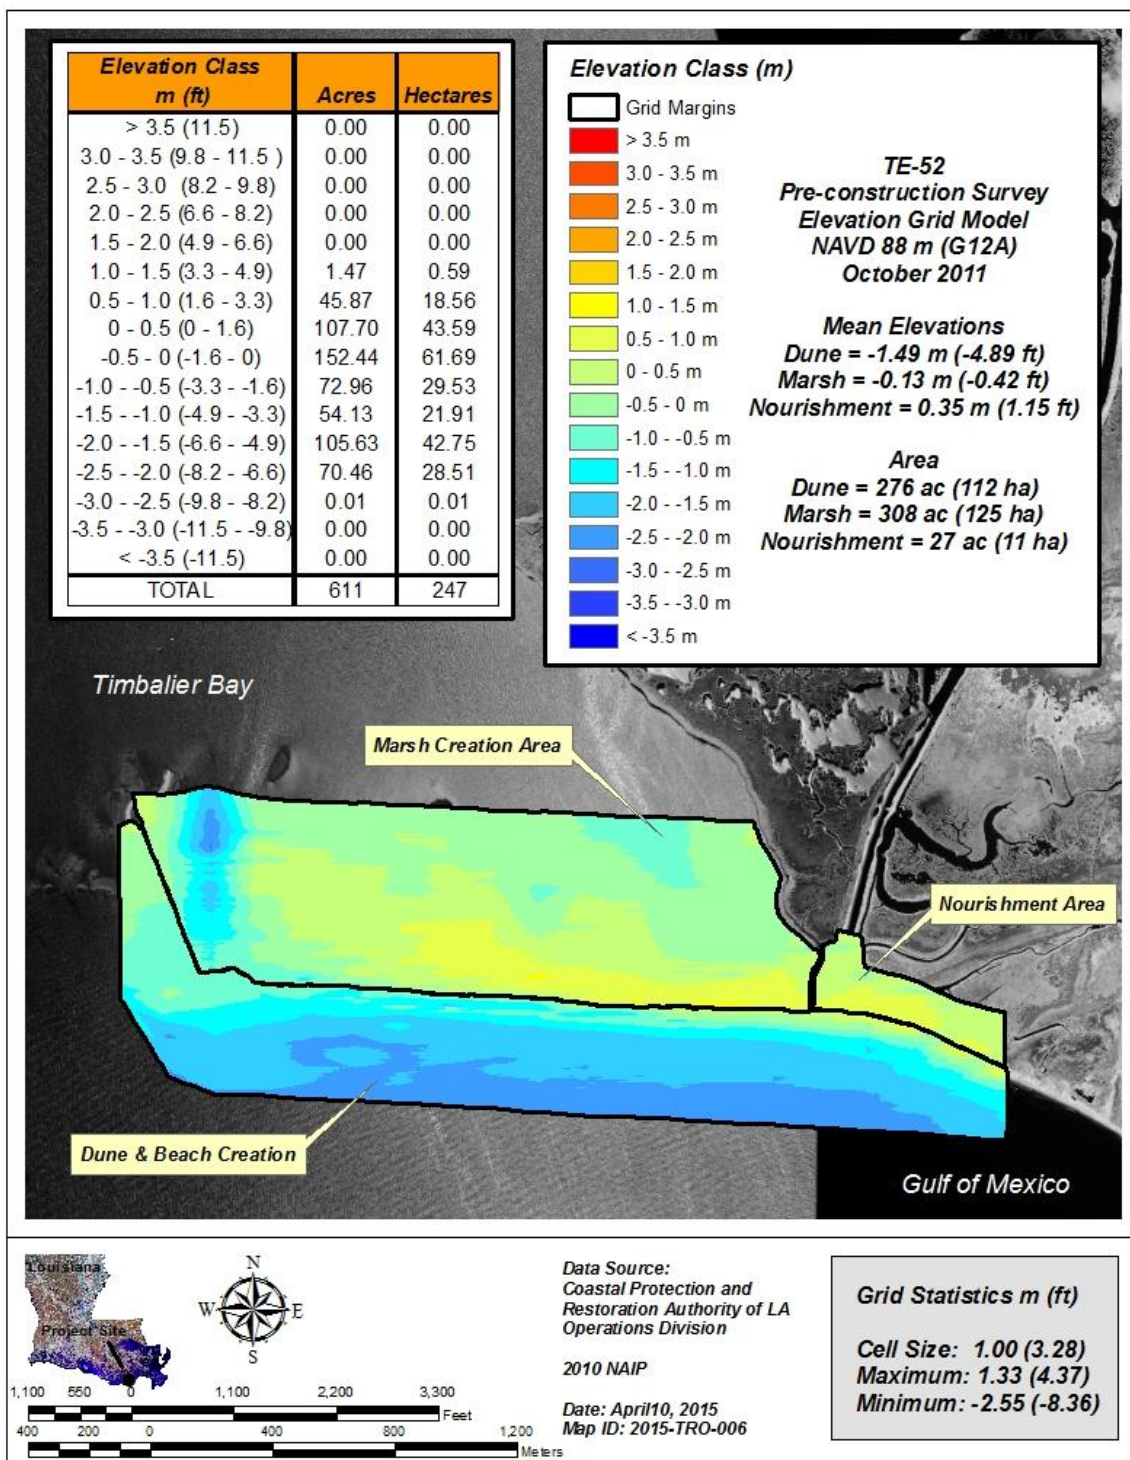 Elevation Class
m (ft) Acres Hectares
> 3.5 (11.5) 0.00 0.00
3.0 - 3.5 (9.8 - 11.5 ) 0.00 0.00
2.5 - 3.0 (8.2 - 9.8) 0.00 0.00
2.0 - 2.5 (6.6 - 8.2) 0.00 0.00
1.5 - 2.0 (4.9 - 6.6) 0.00 0.00
1.0 - 1.5 (3.3 - 4.9) 1.47 0.59
0.5 - 1.0 (1.6 - 3.3) 45.87 18.56
0 - 0.5 (0 - 1.6) 107.70 43.59
-0.5 - 0 (-1.6 - 0) 152.44 61.69
-1.0 - -0.5 (-3.3 - -1.6) 72.96 29.53
-1.5 - -1.0 (-4.9 - -3.3) 54.13 21.91
-2.0 - -1.5 (-6.6 - -4.9) 105.63 42.75
-2.5 - -2.0 (-8.2 - -6.6) 70.46 28.51
-3.0 - -2.5 (-9.8 - -8.2) 0.01 0.01
-3.5 - -3.0 (-11.5 - -9.8) 0.00 0.00
< -3.5 (-11.5) 0.00 0.00
TOTAL 611 247
Elevation Class (m)
Grid Margins
> 3.5 m
3.0 - 3.5 m
2.5 - 3.0 m
2.0 - 2.5 m
1.5 - 2.0 m
1.0 - 1.5 m
0.5 - 1.0 m
0 - 0.5 m
-0.5 - 0 m
-1.0 - -0.5 m
-1.5 - -1.0 m
-2.0 - -1.5 m
-2.5 - -2.0 m
-3.0 - -2.5 m
-3.5 - -3.0 m
< -3.5 m
TE-52
Pre-construction Survey
Elevation Grid Model
NAVD 88 m (G12A)
October 2011
Mean Elevations
Dune = -1.49 m (-4.89 ft)
Marsh = -0.13 m (-0.42 ft)
Nourishment = 0.35 m (1.15 ft)
Area
Dune = 276 ac (112 ha)
Marsh = 308 ac (125 ha)
Nourishment = 27 ac (11 ha)
Timbalier Bay
Marsh Creation Area
Nourishment Area
Dune & Beach Creation
Gulf of Mexico
Louisiana
Project Site
N
W E
S
1,100 550 0 1,100 2,200 3,300
Feet
400 200 0 400 800 1,200
Meters
Data Source:
Coastal Protection and
Restoration Authority of LA
Operations Division
2010 NAIP
Date: April10, 2015
Map ID: 2015-TRO-006
Grid Statistics m (ft)
Cell Size: 1.00 (3.28)
Maximum: 1.33 (4.37)
Minimum: -2.55 (-8.36)